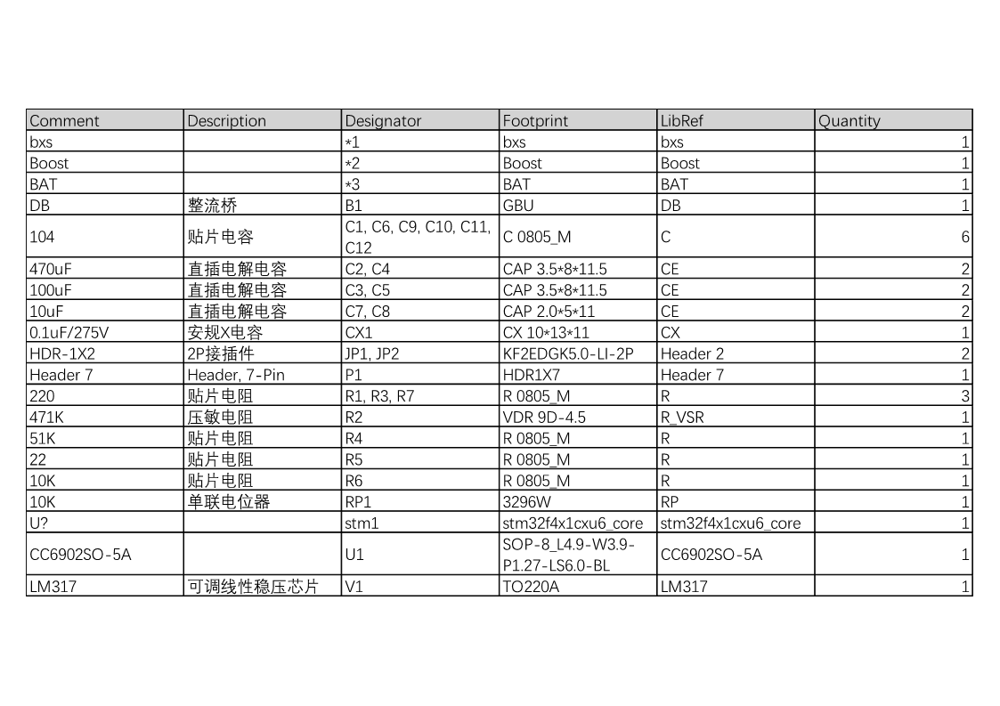 Comment Description Designator Footprint LibRef Quantity
bxs *1 bxs bxs 1
Boost *2 Boost Boost 1
BAT *3 BAT BAT 1
DB 整流桥 B1 GBU DB 1
104 贴片电容 C1, C6, C9, C10, C11, C12 C 0805_M C 6
470uF 直插电解电容 C2, C4 CAP 3.5*8*11.5 CE 2
100uF 直插电解电容 C3, C5 CAP 3.5*8*11.5 CE 2
10uF 直插电解电容 C7, C8 CAP 2.0*5*11 CE 2
0.1uF/275V 安规X电容 CX1 CX 10*13*11 CX 1
HDR-1X2 2P接插件 JP1, JP2 KF2EDGK5.0-LI-2P Header 2 2
Header 7 Header, 7-Pin P1 HDR1X7 Header 7 1
220 贴片电阻 R1, R3, R7 R 0805_M R 3
471K 压敏电阻 R2 VDR 9D-4.5 R_VSR 1
51K 贴片电阻 R4 R 0805_M R 1
22 贴片电阻 R5 R 0805_M R 1
10K 贴片电阻 R6 R 0805_M R 1
10K 单联电位器 RP1 3296W RP 1
U? stm1 stm32f4x1cxu6_core stm32f4x1cxu6_core 1
CC6902SO-5A U1 SOP-8_L4.9-W3.9-P1.27-LS6.0-BL CC6902SO-5A 1
LM317 可调线性稳压芯片 V1 TO220A LM317 1